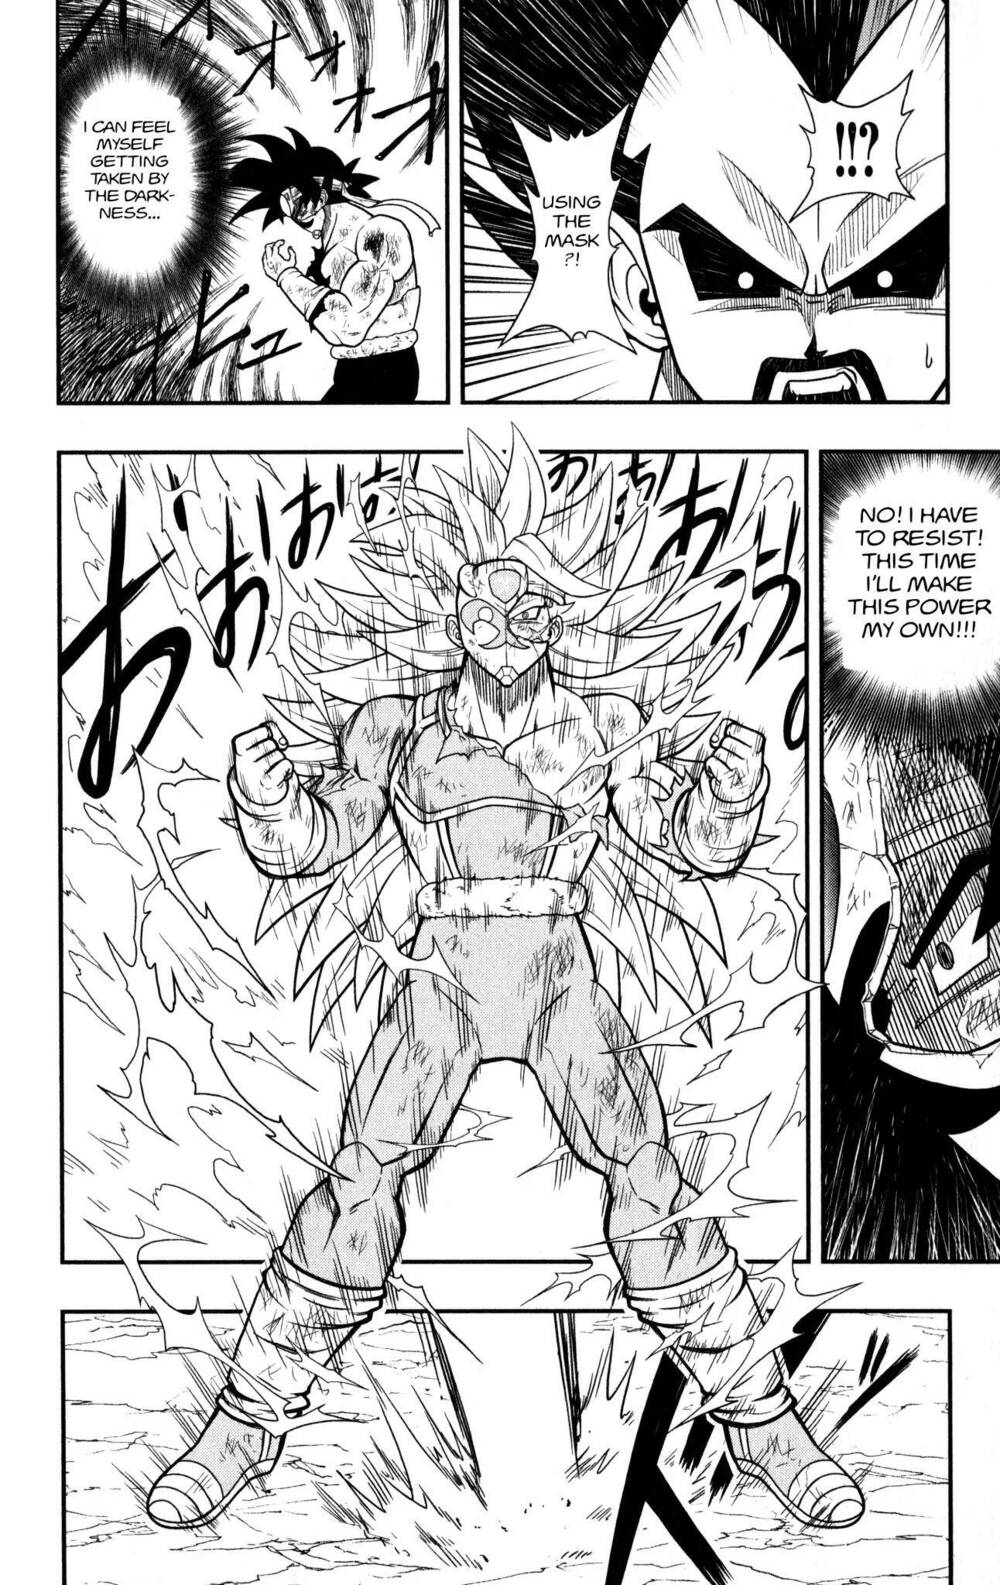 !!?
USING
THE
MASK
?!
I CAN FEEL
MYSELF
GETTING
TAKEN BY
THE DARK-
NESS...
NO! I HAVE
TO RESIST!
THIS TIME
I'LL MAKE
THIS POWER
MY OWN!!!